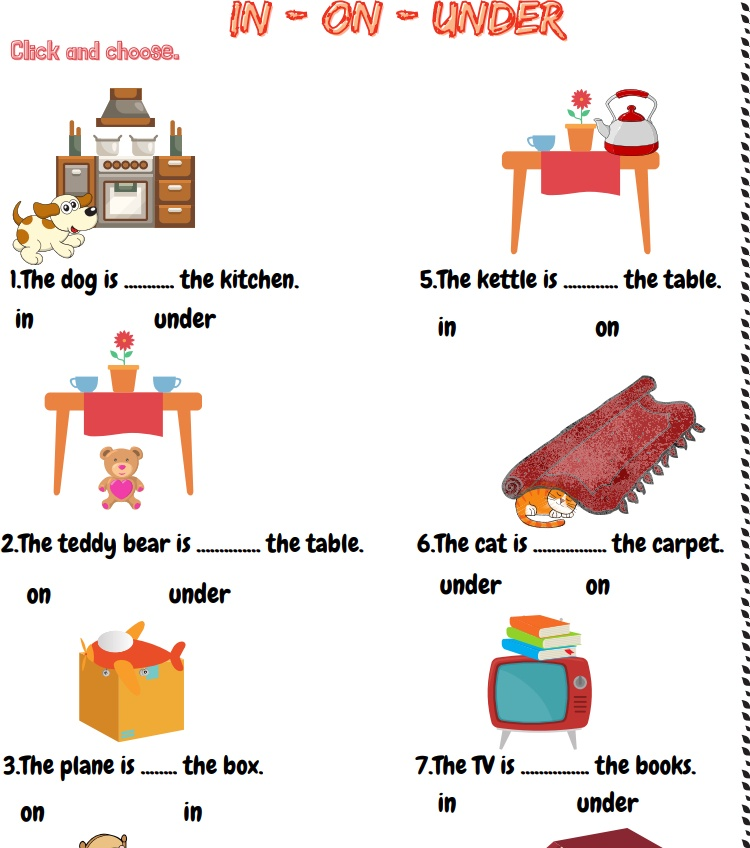 IN - ON - UNDER
Click and choose.
1.The dog is ........... the kitchen.
in under
2.The teddy bear is .............. the table.
on under
3.The plane is ........ the box.
on in
5.The kettle is ............ the table.
in on
6.The cat is ................ the carpet.
under on
7.The TV is ............... the books.
in under